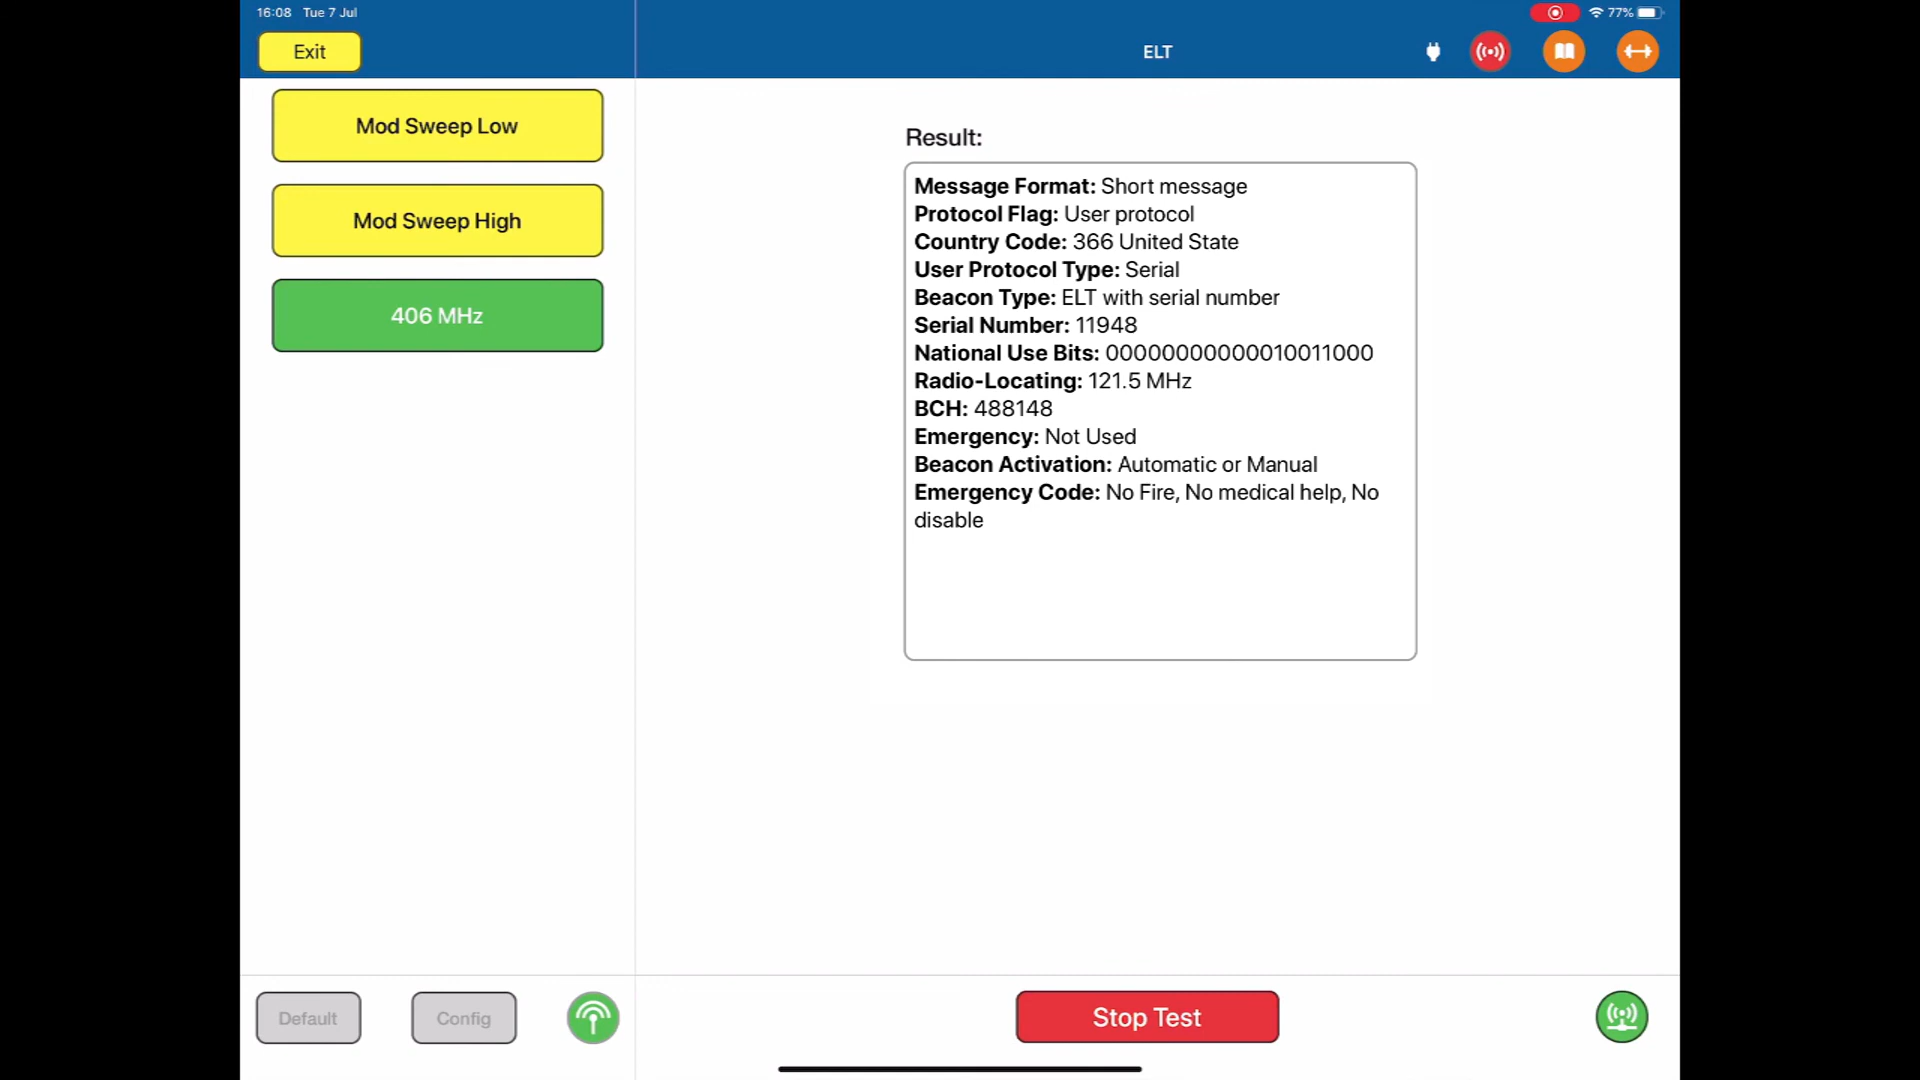 16:08 Tue 7 Jul
77%
Exit
ELT
Mod Sweep Low
Mod Sweep High
406 MHz
Result:
Message Format: Short message
Protocol Flag: User protocol
Country Code: 366 United State
User Protocol Type: Serial
Beacon Type: ELT with serial number
Serial Number: 11948
National Use Bits: 00000000000010011000
Radio-Locating: 121.5 MHz
BCH: 488148
Emergency: Not Used
Beacon Activation: Automatic or Manual
Emergency Code: No Fire, No medical help, No
disable
Default
Config
Stop Test